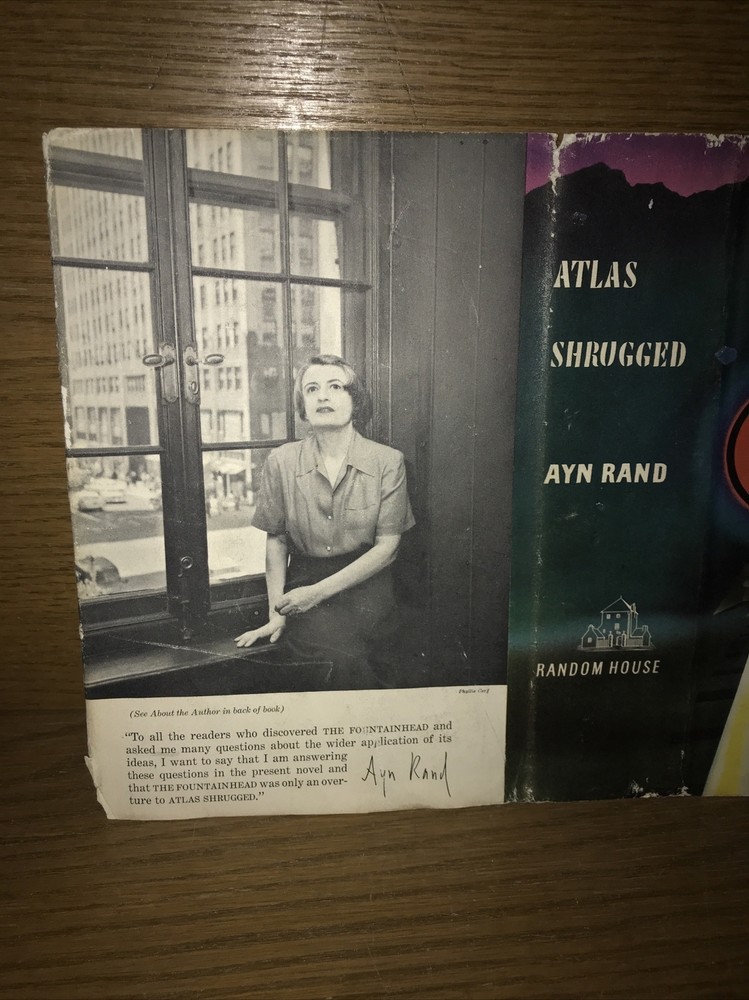 Phyllis Cerf
(See About the Author in back of book)
"To all the readers who discovered THE FOUNTAINHEAD and
asked me many questions about the wider application of its
ideas, I want to say that I am answering
these questions in the present novel and
that THE FOUNTAINHEAD was only an over-
ture to ATLAS SHRUGGED."
Ayn Rand
ATLAS
SHRUGGED
AYN RAND
RANDOM HOUSE